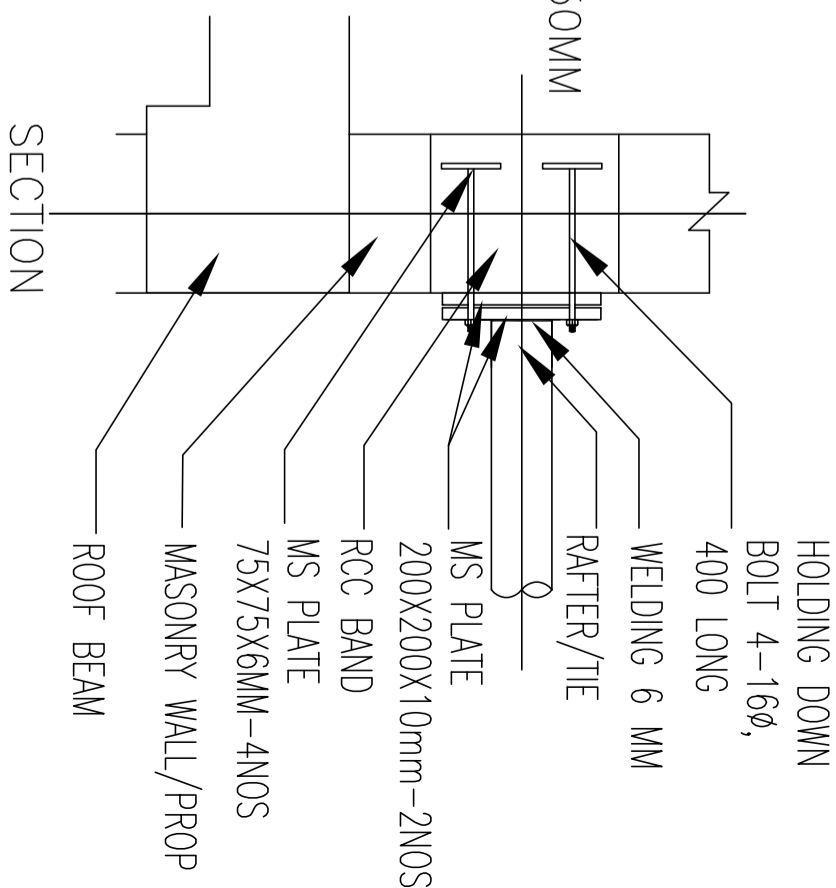 HOLDING DOWN
BOLT 4-16ø,
400 LONG
WELDING 6 MM
RAFTER/TIE
MS PLATE
200X200X10mm-2NOS
RCC BAND
MS PLATE
75X75X6MM-4NOS
MASONRY WALL/PROP
ROOF BEAM
SECTION